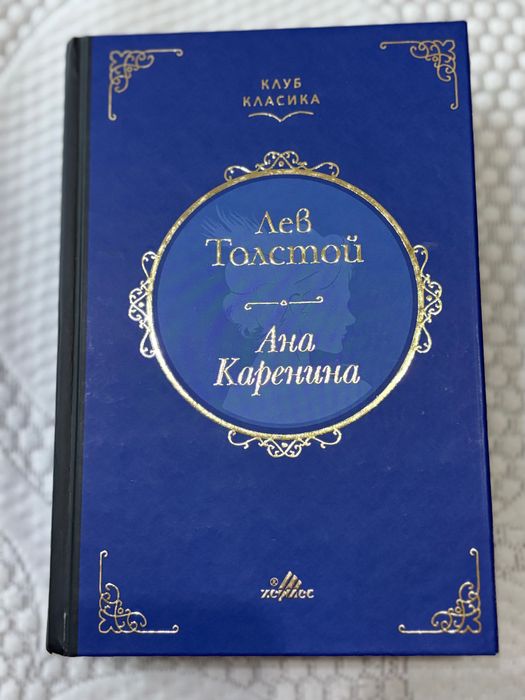 КЛУБ
КЛАСИКА
Лев
Толстой
Ана
Каренина
®
хермес